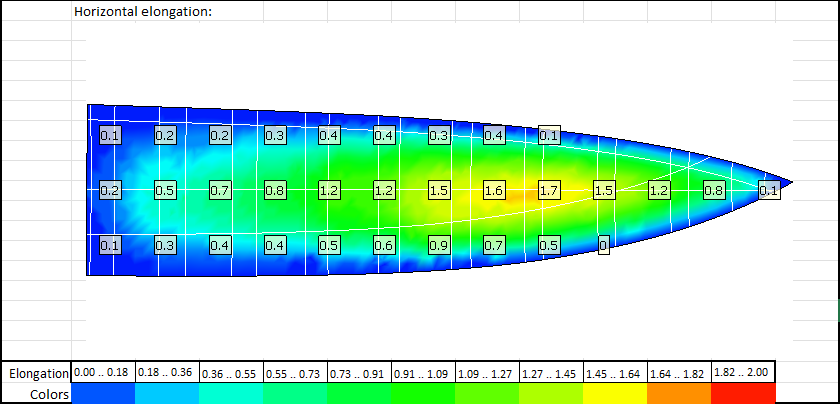 Horizontal elongation:
0.1 0.2 0.2 0.3 0.4 0.4 0.3 0.4 0.1
0.2 0.5 0.7 0.8 1.2 1.2 1.5 1.6 1.7 1.5 1.2 0.8 0.1
0.1 0.3 0.4 0.4 0.5 0.6 0.9 0.7 0.5 0
Elongation 0.00 .. 0.18 0.18 .. 0.36 0.36 .. 0.55 0.55 .. 0.73 0.73 .. 0.91 0.91 .. 1.09 1.09 .. 1.27 1.27 .. 1.45 1.45 .. 1.64 1.64 .. 1.82 1.82 .. 2.00
Colors